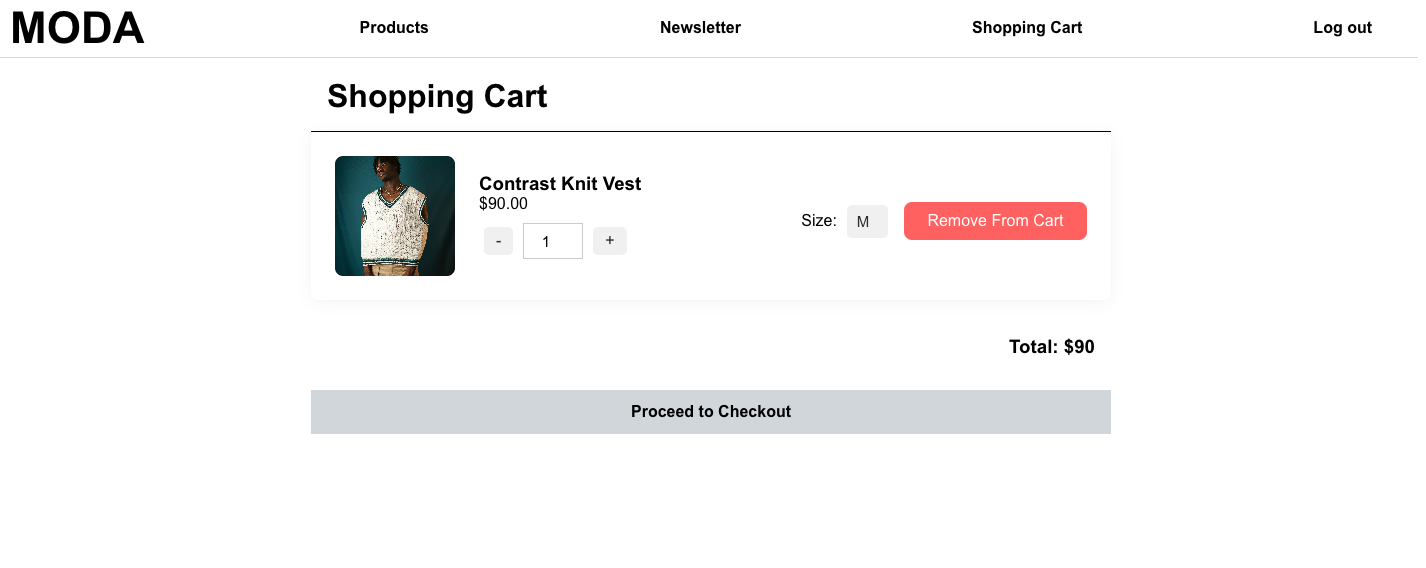 MODA Products Newsletter Shopping Cart Log out
Shopping Cart
Contrast Knit Vest
$90.00
- 1 +
Size: M Remove From Cart
Total: $90
Proceed to Checkout